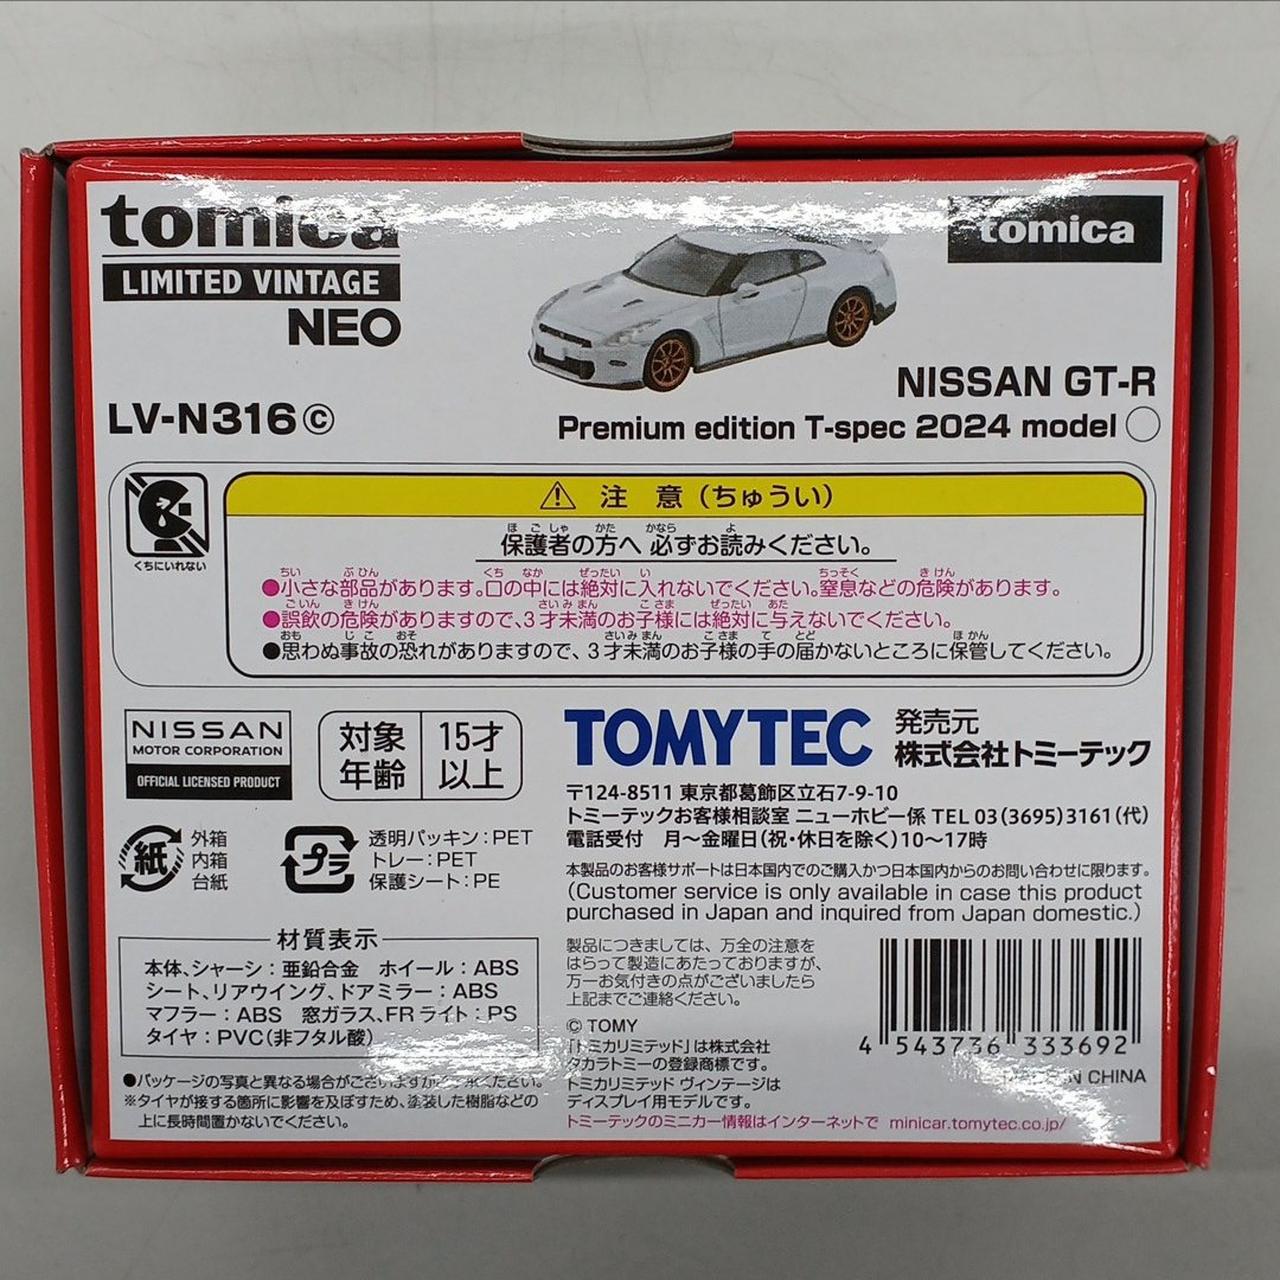 tomica
LIMITED VINTAGE
NEO
tomica
LV-N316 ©
NISSAN GT-R
Premium edition T-spec 2024 model
くちにいれない
⚠ 注 意（ちゅうい）
保護者の方へ 必ずお読みください。
●小さな部品があります。口の中には絶対に入れないでください。窒息などの危険があります。
●誤飲の危険がありますので、3才未満のお子様には絶対に与えないでください。
●思わぬ事故の恐れがありますので、3才未満のお子様の手の届かないところに保管してください。
NISSAN
MOTOR CORPORATION
OFFICIAL LICENSED PRODUCT
対象年齢 15才以上
TOMYTEC
発売元
株式会社トミーテック
〒124-8511 東京都葛飾区立石7-9-10
トミーテックお客様相談室 ニューホビー係 TEL 03(3695)3161(代)
電話受付 月〜金曜日(祝・休日を除く)10〜17時
紙
外箱
内箱
台紙
プラ
透明パッキン：PET
トレー：PET
保護シート：PE
本製品のお客様サポートは日本国内でのご購入かつ日本国内からのお問い合わせに限ります。
(Customer service is only available in case this product
purchased in Japan and inquired from Japan domestic.)
材質表示
本体、シャーシ：亜鉛合金 ホイール：ABS
シート、リアウイング、ドアミラー：ABS
マフラー：ABS 窓ガラス、FRライト：PS
タイヤ：PVC(非フタル酸)
●パッケージの写真と異なる場合がございますがご了承ください。
※タイヤが接する箇所に影響を及ぼすため、塗装した樹脂などの
上に長時間置かないでください。
製品につきましては、万全の注意を
はらって製造にあたっておりますが、
万一お気付きの点がございましたら
上記までご連絡ください。
© TOMY
「トミカリミテッド」は株式会社
タカラトミーの登録商標です。
トミカリミテッド ヴィンテージは
ディスプレイ用モデルです。
トミーテックのミニカー情報はインターネットで minicar.tomytec.co.jp/
4 543736 333692
MADE IN CHINA